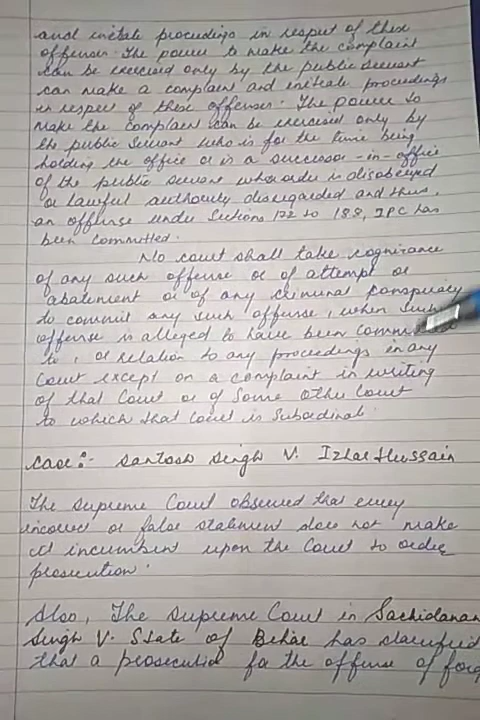 and initiate proceedings in respect of these
offenses. The power to make the complaint
can be exercised only by the public servant
can make a complaint and initiate proceedings
in respect of these offenses. The power to
make the complaint can be exercised only by
the public servant who is for the time being
holding the office or is a successor-in-office
of the public servant whose order is disobeyed
or lawful authority disregarded and thus,
an offense under Sections 172 to 188, IPC has
been committed.
No court shall take cognizance
of any such offense or of attempt or
abatement or of any criminal conspiracy
to commit any such offense, when such
offense is alleged to have been
to, or relation to any proceedings in any
Court except on a complaint in writing
of that Court or of some other Court
to which that Court is Subordinate.
Case:- Santosh Singh V. Izhar Hussain
The Supreme Court observed that every
incorrect or false statement does not make
it incumbent upon the Court to order
prosecution.
Also, The Supreme Court in Sachidanan
Singh V. State of Behar has clarified
that a prosecution for the offense of forg